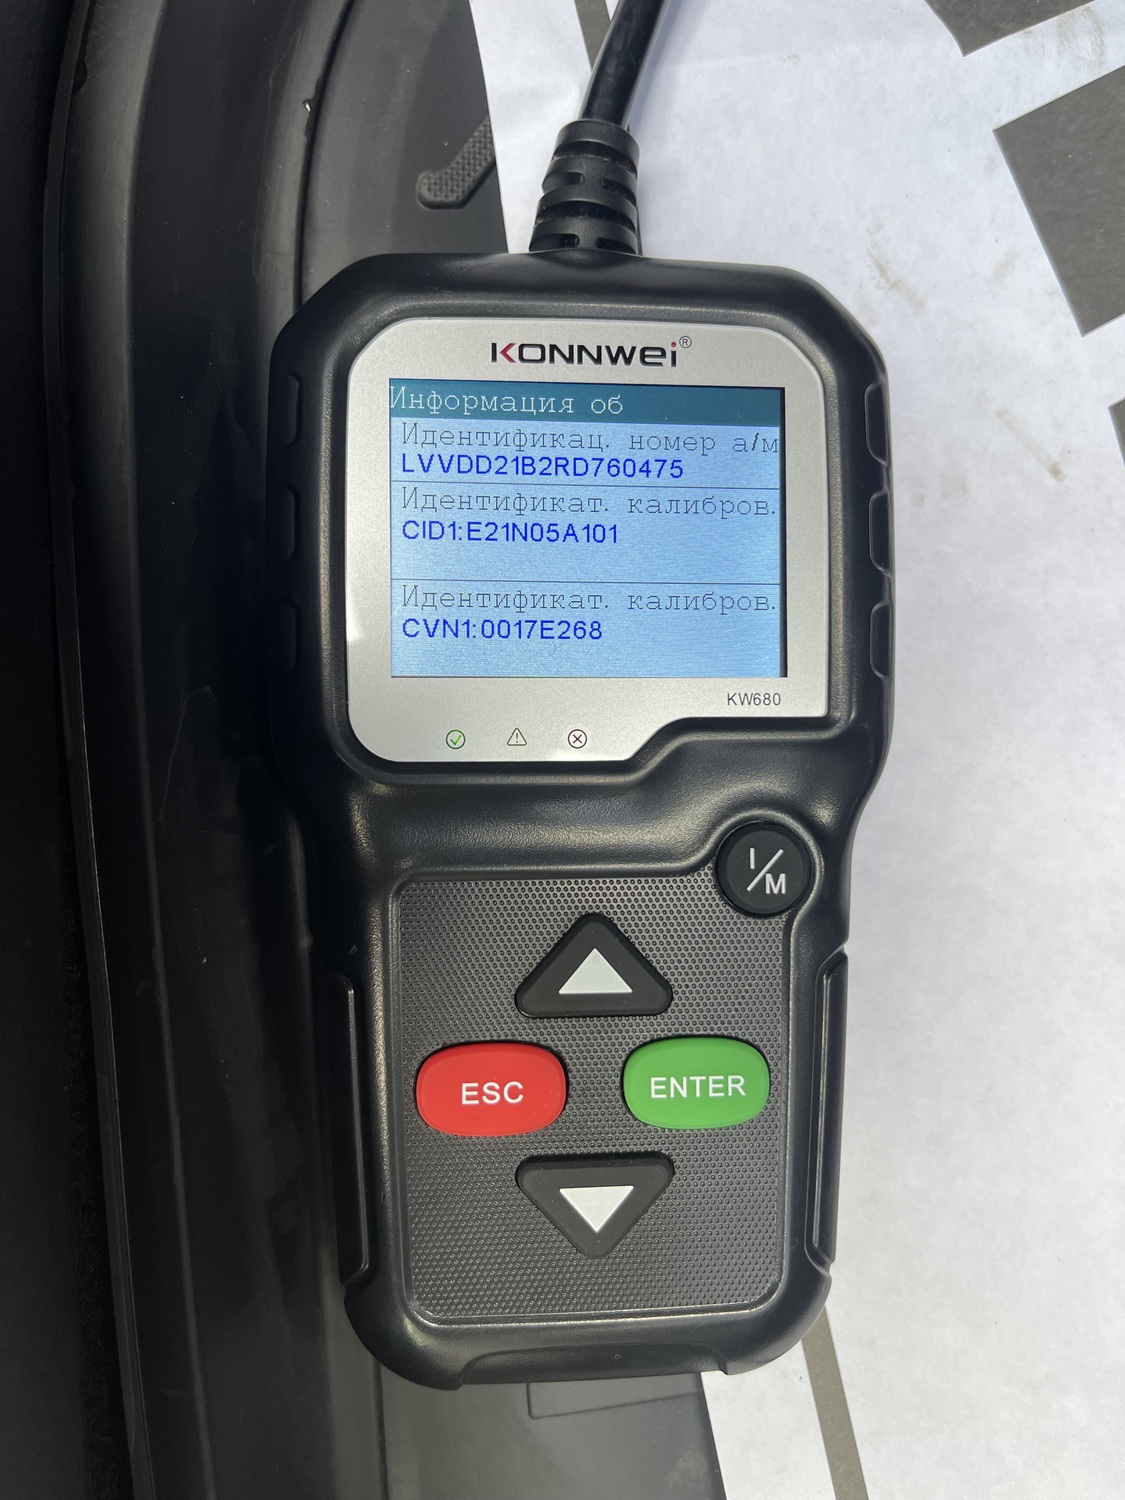 KONNWEI®
Информация об
Идентификац. номер а/м
LVVDD21B2RD760475
Идентификат. калибров.
CID1:E21N05A101
Идентификат. калибров.
CVN1:0017E268
KW680
I/M
ESC
ENTER